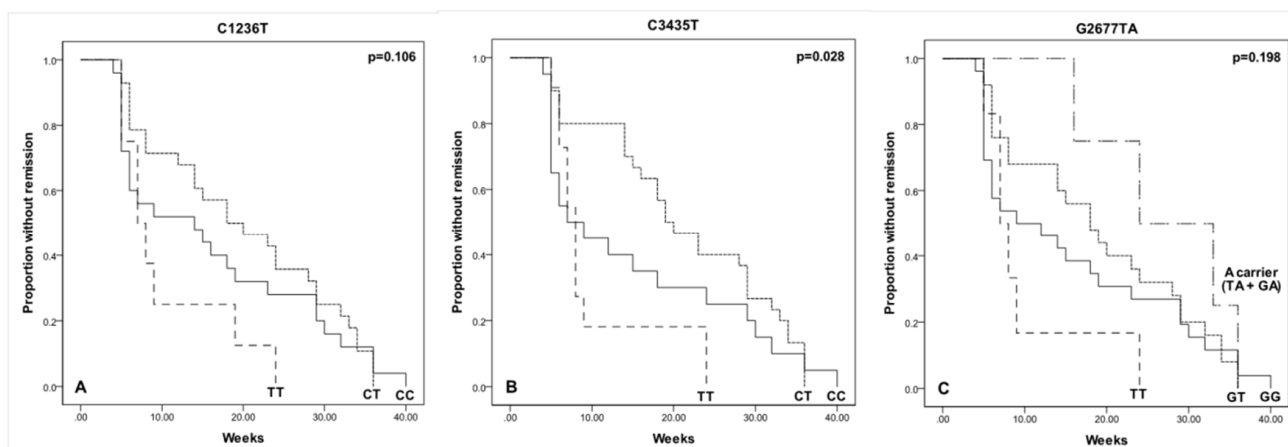 C1236T
p=0.106
Proportion without remission
1.0
0.8
0.6
0.4
0.2
0.0
A
TT
CT
CC
.00
10.00
20.00
30.00
40.00
Weeks
C3435T
p=0.028
Proportion without remission
1.0
0.8
0.6
0.4
0.2
0.0
B
TT
CT
CC
.00
10.00
20.00
30.00
40.00
Weeks
G2677TA
p=0.198
Proportion without remission
1.0
0.8
0.6
0.4
0.2
0.0
A carrier
(TA + GA)
C
TT
GT
GG
.00
10.00
20.00
30.00
40.00
Weeks